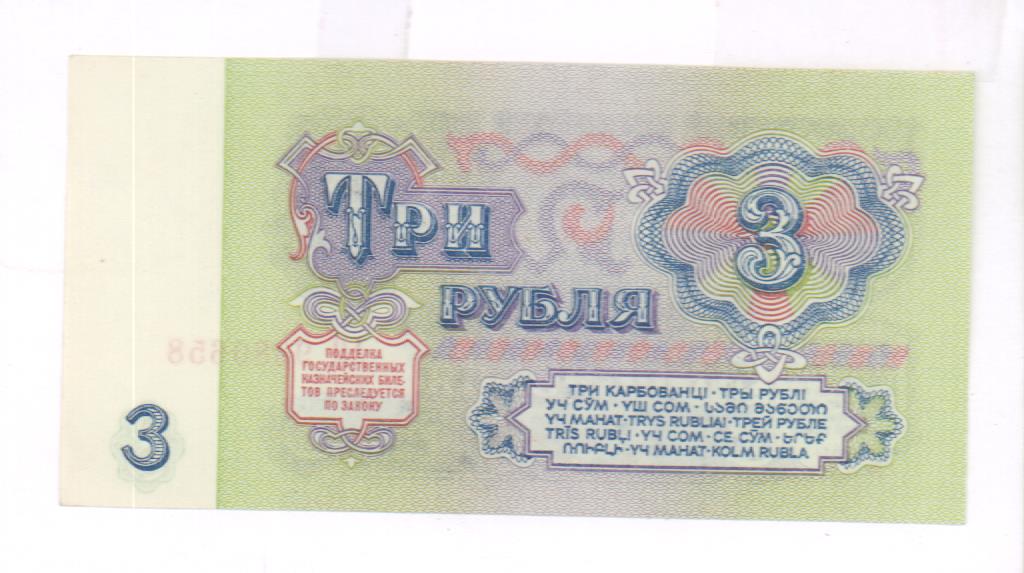 ТРИ
РУБЛЯ
3
ПОДДЕЛКА
ГОСУДАРСТВЕННЫХ
КАЗНАЧЕЙСКИХ БИЛЕ-
ТОВ ПРЕСЛЕДУЕТСЯ
ПО ЗАКОНУ
3
ТРИ КАРБОВАНЦІ · ТРЫ РУБЛІ
УЧ СЎМ · ҮШ СОМ · ᲡᲐᲛᲘ ᲛᲐᲜᲔᲗᲘ
ҮЧ МАНАТ · TRYS RUBLIAI · ТРЕЙ РУБЛЕ
TRĪS RUBĻI · ҮЧ СОМ · СЕ СЎМ · ԵՐԵՔ
ՌՈՒԲԼԻ · ҮЧ МАНАТ · KOLM RUBLA